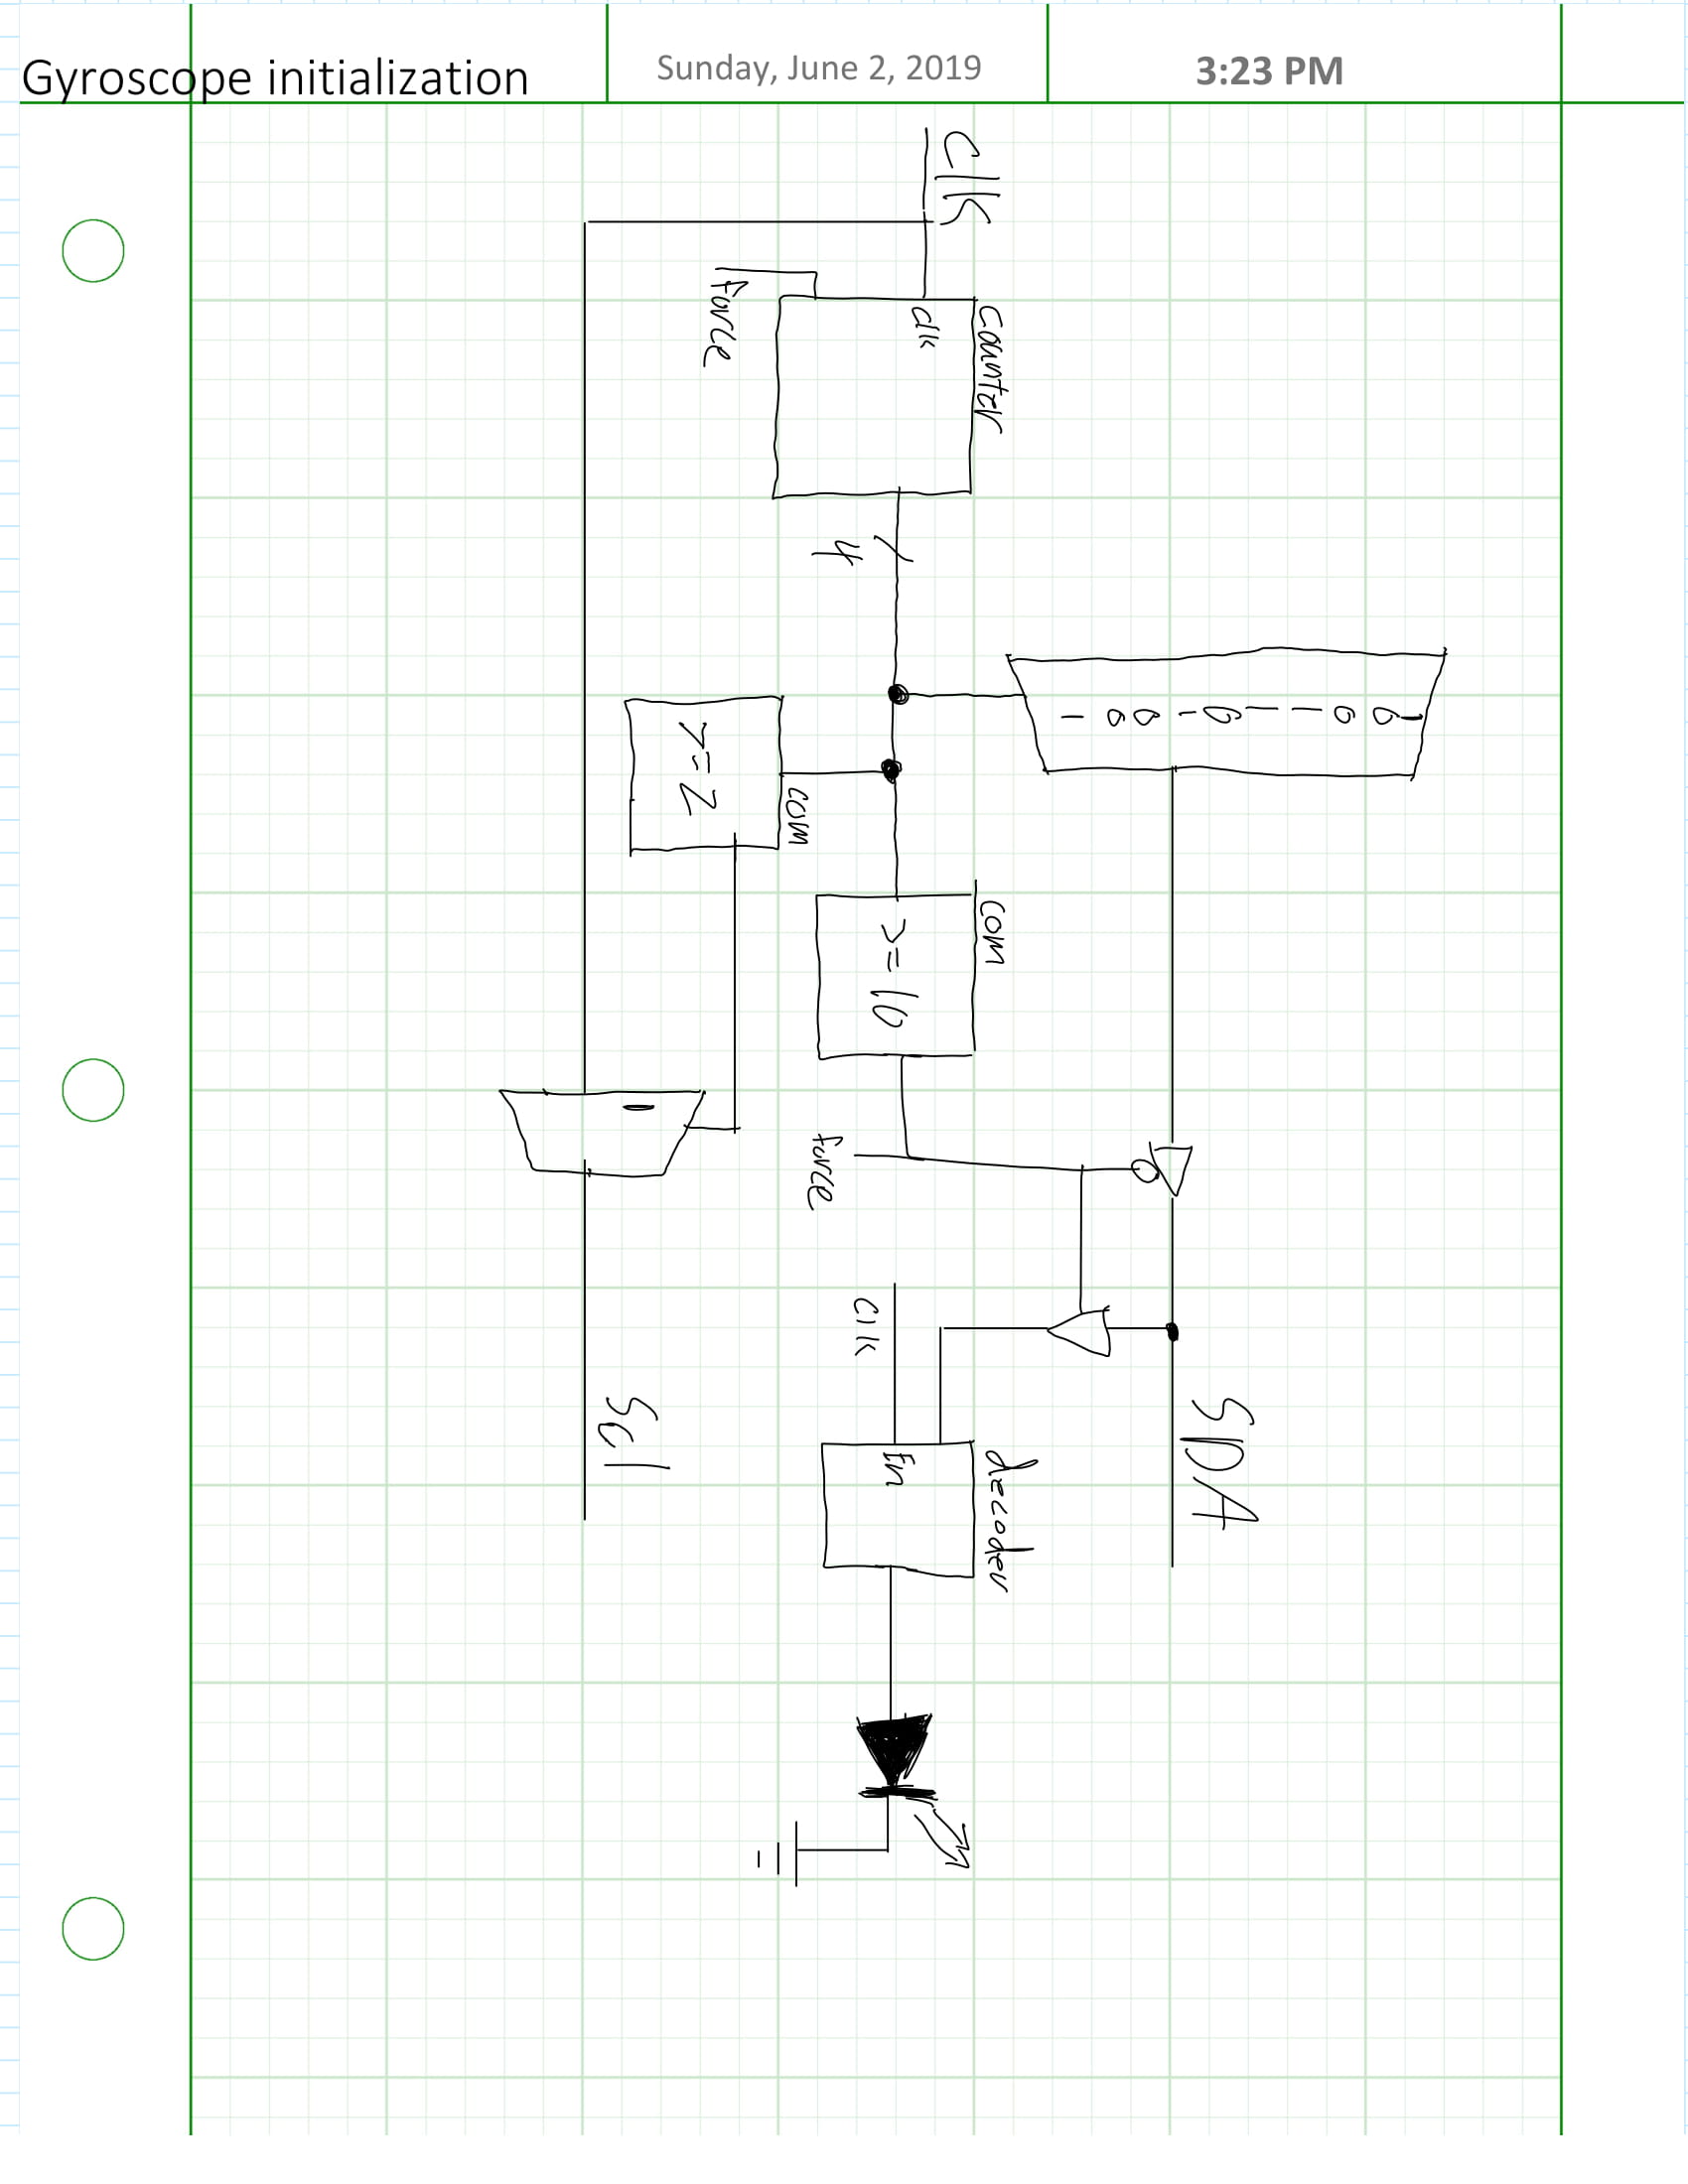 Gyroscope initialization
Sunday, June 2, 2019
3:23 PM
1
0
0
1
1
0
1
0
0
1
SDA
clk
counter
clk
4
force
com
>= 10
force
com
>= 2
clk
decoder
En
0
Scl